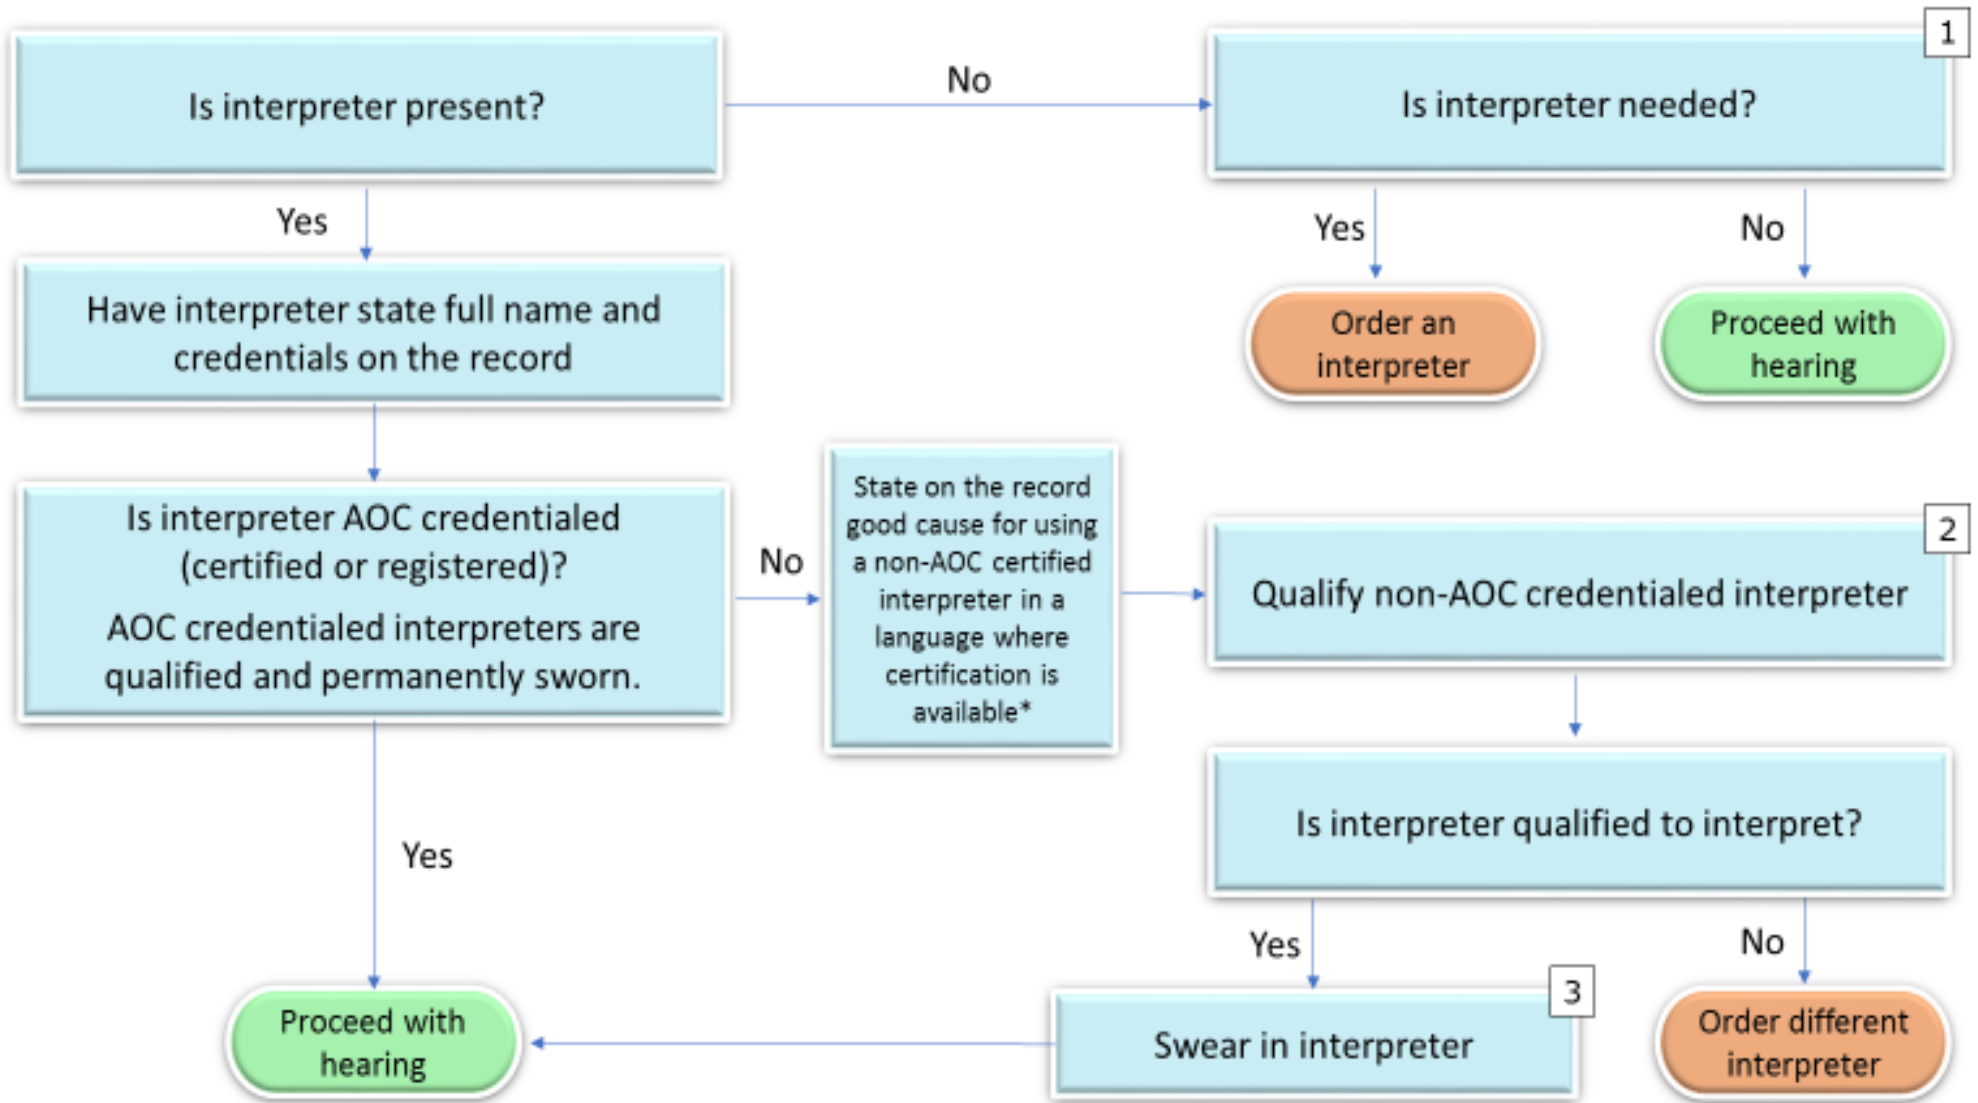 1
Is interpreter present?
No
Is interpreter needed?
Yes
Yes
No
Have interpreter state full name and
credentials on the record
Order an
interpreter
Proceed with
hearing
Is interpreter AOC credentialed
(certified or registered)?
AOC credentialed interpreters are
qualified and permanently sworn.
No
State on the record
good cause for using
a non-AOC certified
interpreter in a
language where
certification is
available*
2
Qualify non-AOC credentialed interpreter
Is interpreter qualified to interpret?
Yes
Yes
No
3
Proceed with
hearing
Swear in interpreter
Order different
interpreter